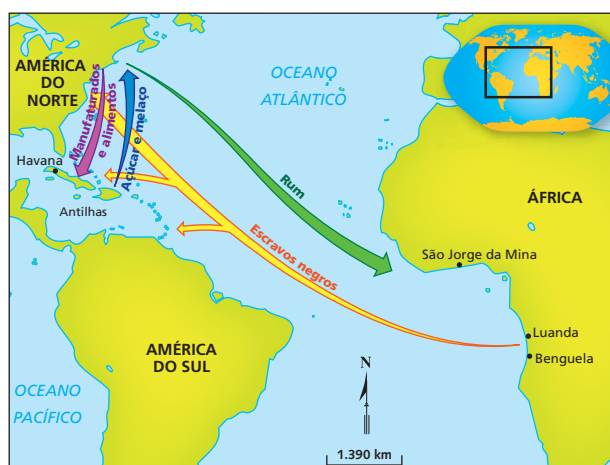 AMÉRICA
DO
NORTE
OCEANO
ATLÂNTICO
Manufaturados
e alimentos
Açúcar e melaço
Havana
Antilhas
Rum
ÁFRICA
São Jorge da Mina
Escravos negros
Luanda
Benguela
AMÉRICA
DO SUL
OCEANO
PACÍFICO
N
1.390 km